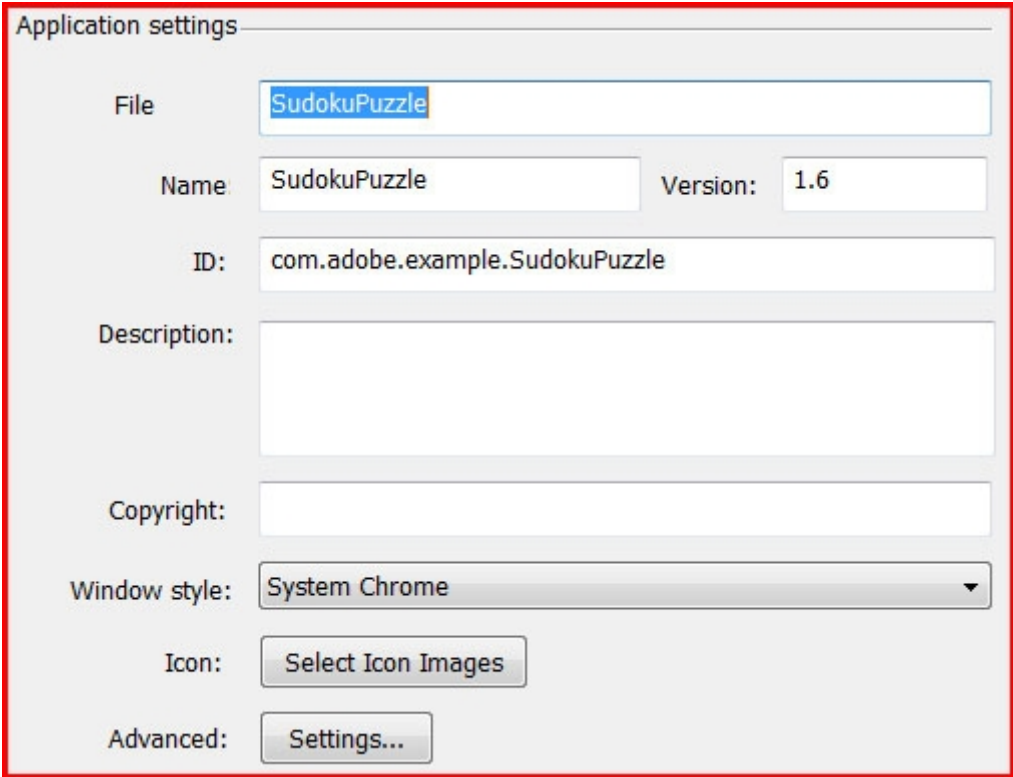 Application settings
File SudokuPuzzle
Name: SudokuPuzzle Version: 1.6
ID: com.adobe.example.SudokuPuzzle
Description:
Copyright:
Window style: System Chrome
Icon: Select Icon Images
Advanced: Settings...